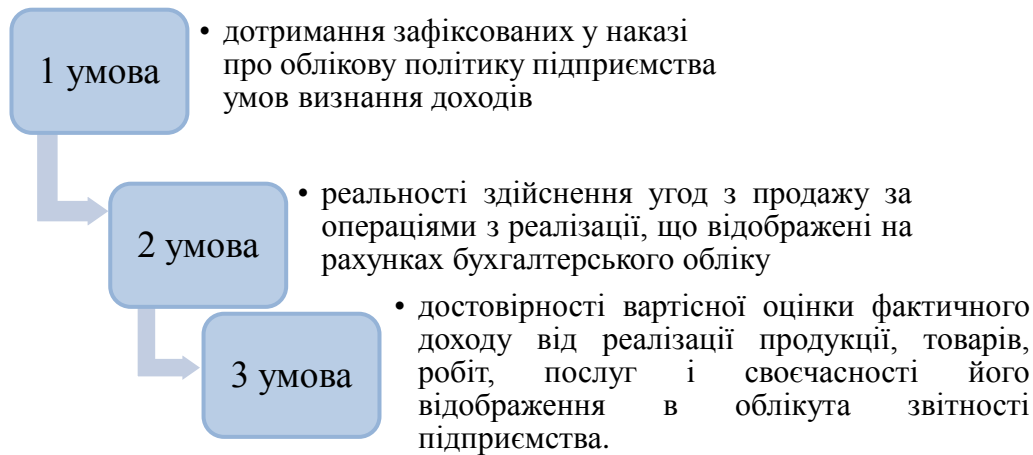 1 умова
• дотримання зафіксованих у наказі
про облікову політику підприємства
умов визнання доходів
2 умова
• реальності здійснення угод з продажу за
операціями з реалізації, що відображені на
рахунках бухгалтерського обліку
3 умова
• достовірності вартісної оцінки фактичного
доходу від реалізації продукції, товарів,
робіт, послуг і своєчасності його
відображення в облікута звітності
підприємства.